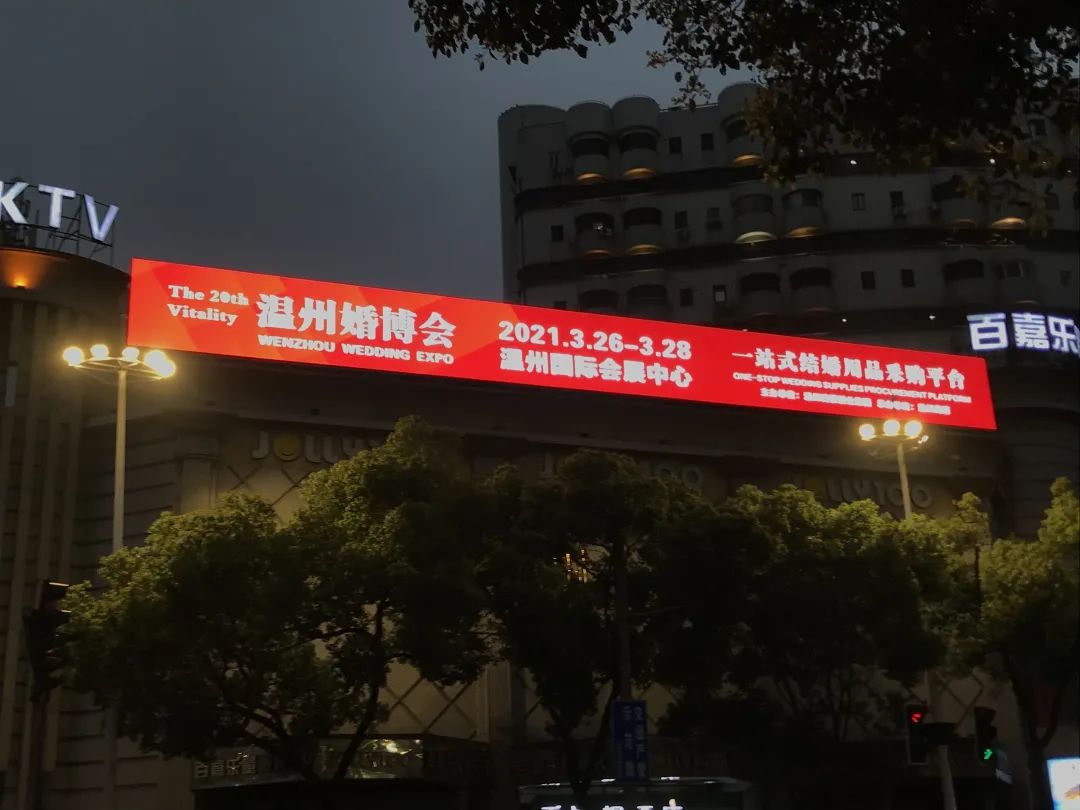 KTV
The 20th
Vitality
温州婚博会
WENZHOU WEDDING EXPO
2021.3.26-3.28
温州国际会展中心
一站式结婚用品采购平台
ONE-STOP WEDDING SUPPLIES PROCUREMENT PLATFORM
百嘉乐
JOLLY100
JOLLY100